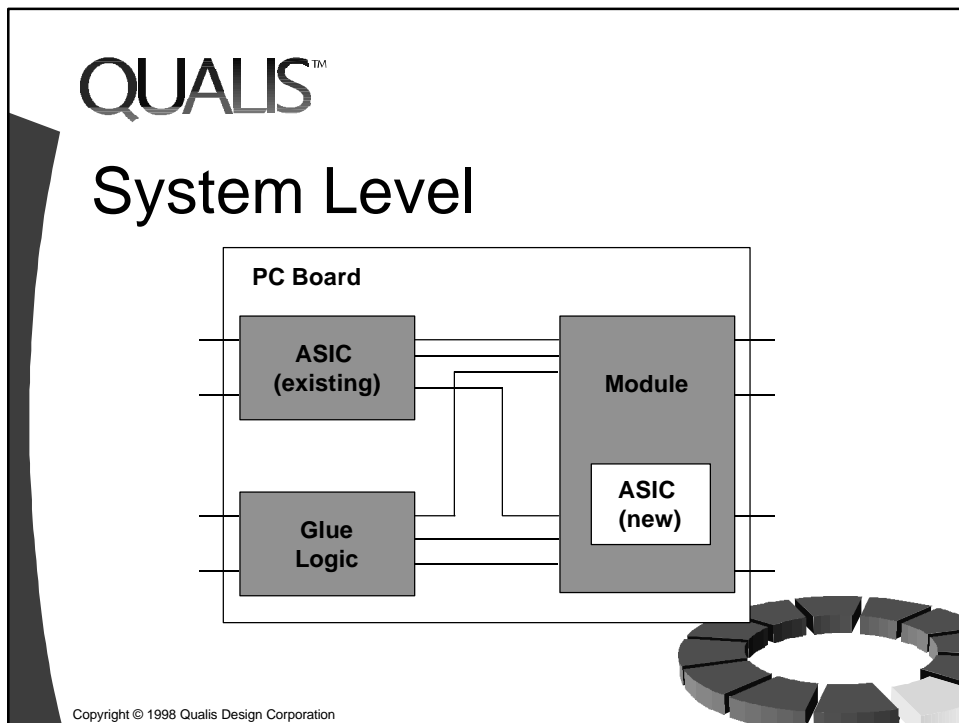 QUALIS™
System Level
PC Board
ASIC
(existing)
Module
Glue
Logic
ASIC
(new)
Copyright © 1998 Qualis Design Corporation